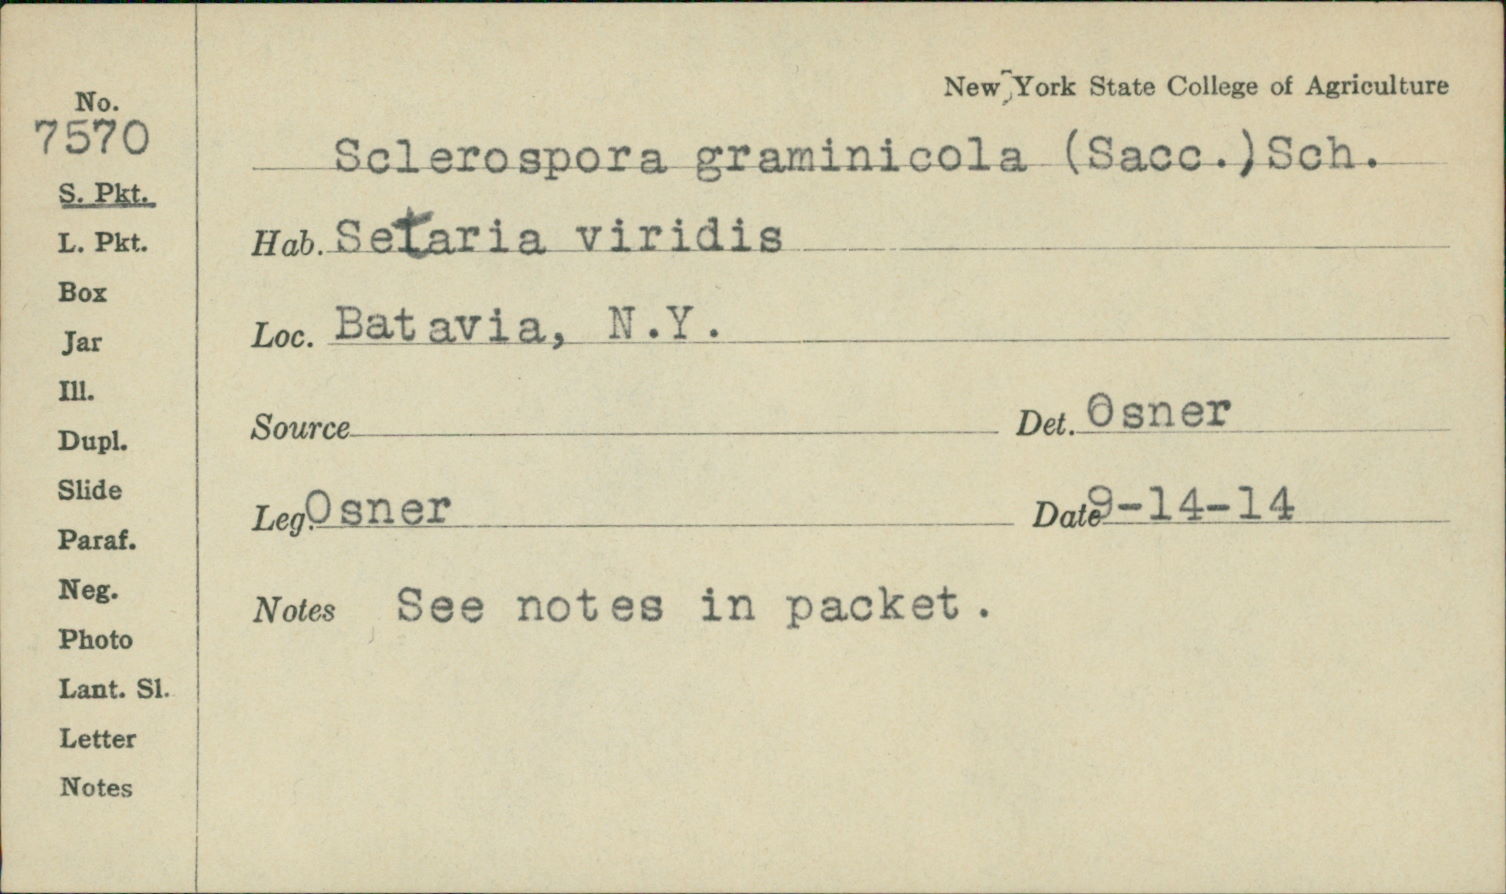 New York State College of Agriculture
No.
7570
S. Pkt.
L. Pkt.
Box
Jar
Ill.
Dupl.
Slide
Paraf.
Neg.
Photo
Lant. Sl.
Letter
Notes
Sclerospora graminicola (Sacc.)Sch.
Hab. Setaria viridis
Loc. Batavia, N.Y.
Source Det. Osner
Leg. Osner Date 9-14-14
Notes See notes in packet.